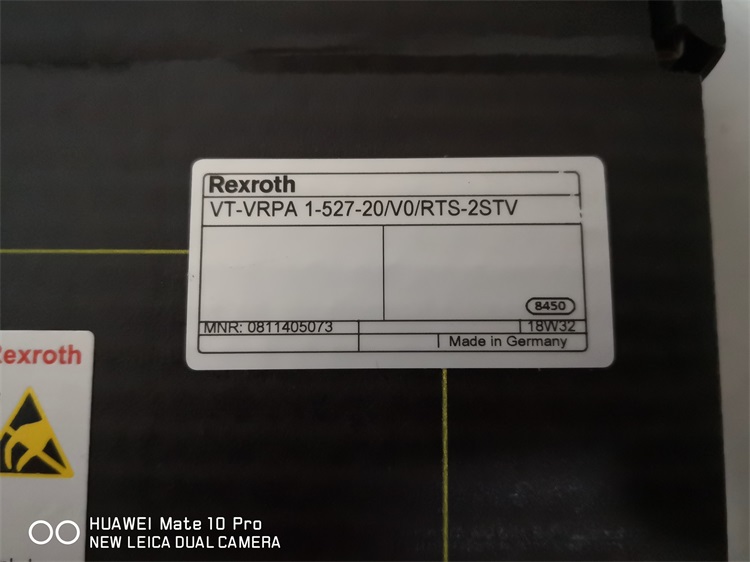 Rexroth
VT-VRPA 1-527-20/V0/RTS-2STV
8450
MNR: 0811405073
18W32
Made in Germany
Rexroth
HUAWEI Mate 10 Pro
NEW LEICA DUAL CAMERA